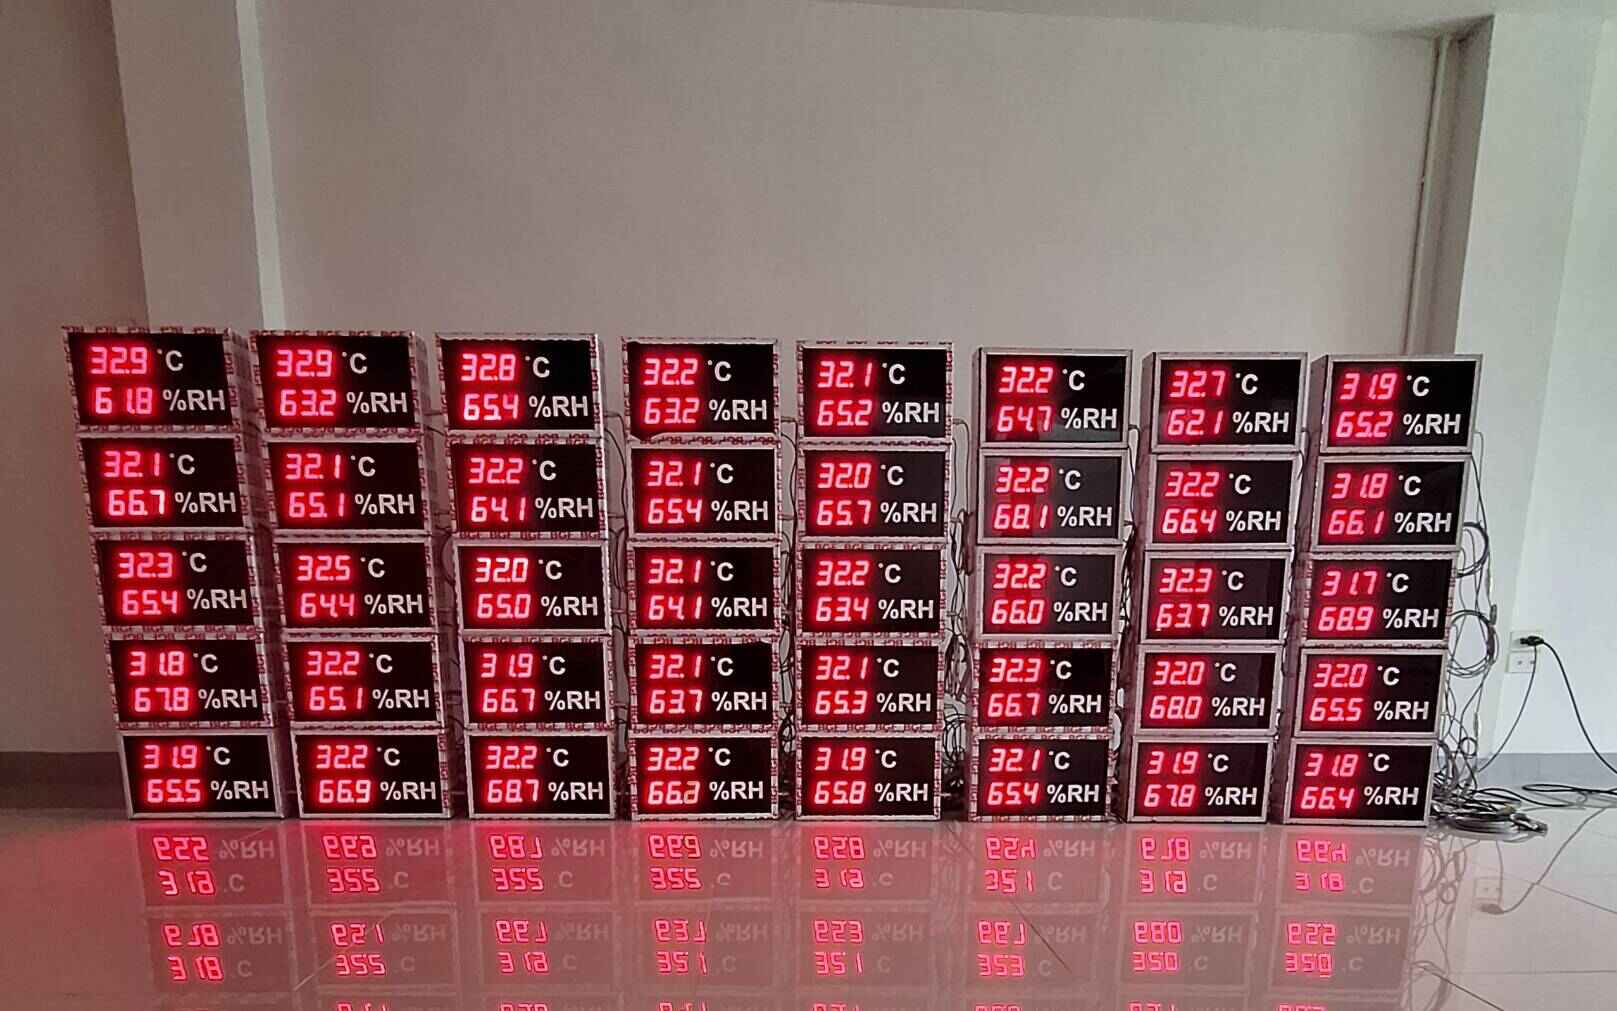 32.9 °C
61.8 %RH
32.9 °C
63.2 %RH
32.8 °C
65.4 %RH
32.2 °C
63.2 %RH
32.1 °C
65.2 %RH
32.2 °C
64.7 %RH
32.7 °C
62.1 %RH
31.9 °C
65.2 %RH
32.1 °C
66.7 %RH
32.1 °C
65.1 %RH
32.2 °C
64.1 %RH
32.1 °C
65.4 %RH
32.0 °C
65.7 %RH
32.2 °C
68.1 %RH
32.2 °C
66.4 %RH
31.8 °C
66.1 %RH
32.3 °C
65.4 %RH
32.5 °C
64.4 %RH
32.0 °C
65.0 %RH
32.1 °C
64.1 %RH
32.2 °C
63.4 %RH
32.2 °C
66.0 %RH
32.3 °C
63.7 %RH
31.7 °C
68.9 %RH
31.8 °C
67.8 %RH
32.2 °C
65.1 %RH
31.9 °C
66.7 %RH
32.1 °C
63.7 %RH
32.1 °C
65.3 %RH
32.3 °C
66.7 %RH
32.0 °C
68.0 %RH
32.0 °C
65.5 %RH
31.9 °C
65.5 %RH
32.2 °C
66.9 %RH
32.2 °C
68.7 %RH
32.2 °C
%RH
31.9 °C
65.8 %RH
32.1 °C
65.4 %RH
31.9 °C
67.8 %RH
31.8 °C
66.4 %RH